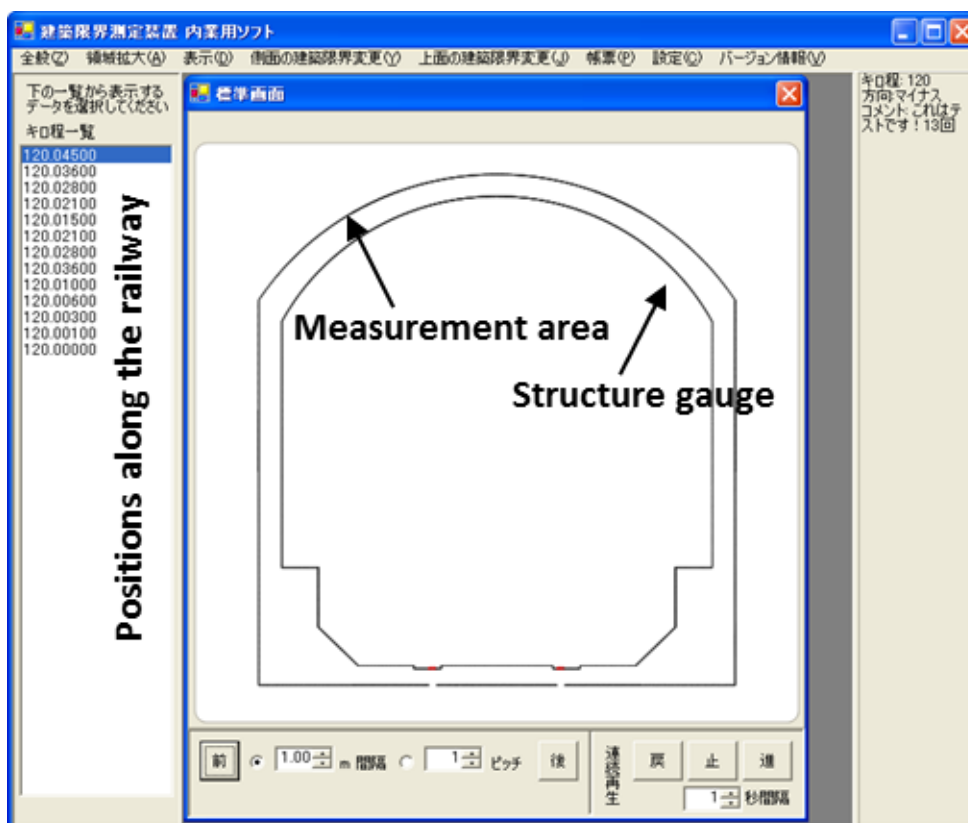 建築限界測定装置 内業用ソフト
全般(Z) 領域拡大(A) 表示(D) 側面の建築限界変更(Y) 上面の建築限界変更(J) 帳票(P) 設定(C) バージョン情報(V)
下の一覧から表示する
データを選択してください
キロ程一覧
120.04500
120.03600
120.02800
120.02100
120.01500
120.02100
120.02800
120.03600
120.01000
120.00600
120.00300
120.00100
120.00000
Positions along the railway
標準画面
Measurement area
Structure gauge
前 1.00 m 間隔 1 ピッチ 後
連続再生
戻 止 進
1 秒間隔
キロ程: 120
方向:マイナス
コメント:これはテ
ストです！13回